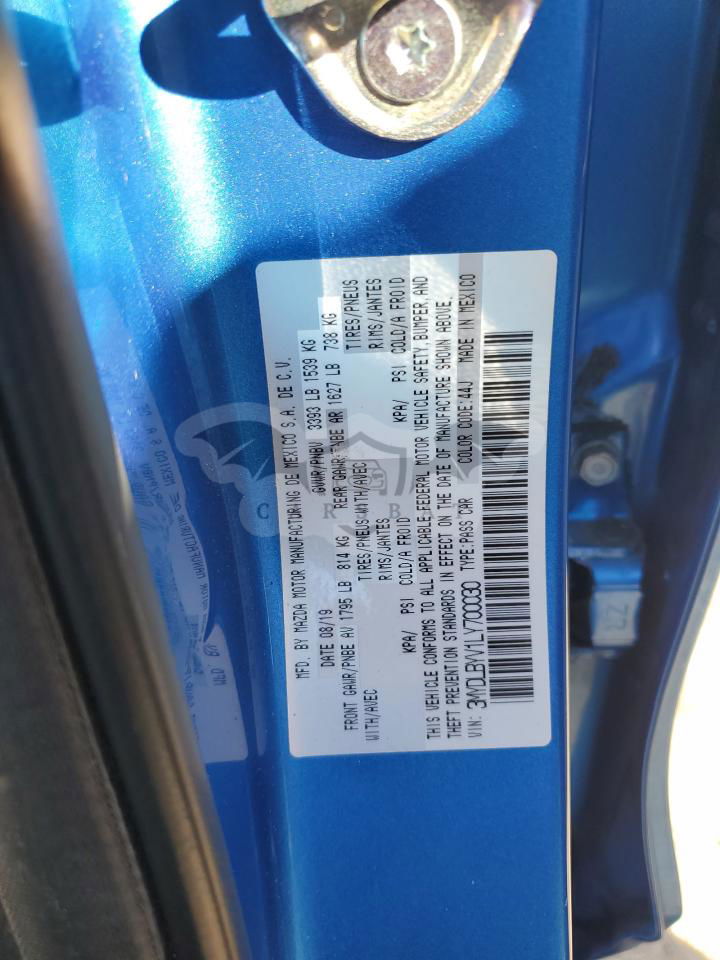 MFD. BY MAZDA MOTOR MANUFACTURING DE MEXICO S.A. DE C.V.
DATE 08/19 GVWR/PNBV 3393 LB 1539 KG
FRONT GAWR/PNBE AV 1795 LB 814 KG REAR GAWR/PNBE AR 1627 LB 738 KG
WITH/AVEC TIRES/PNEUS WITH/AVEC TIRES/PNEUS
RIMS/JANTES RIMS/JANTES
KPA/ PSI COLD/A FROID KPA/ PSI COLD/A FROID
THIS VEHICLE CONFORMS TO ALL APPLICABLE FEDERAL MOTOR VEHICLE SAFETY, BUMPER, AND
THEFT PREVENTION STANDARDS IN EFFECT ON THE DATE OF MANUFACTURE SHOWN ABOVE.
VIN: 3MYDLBYV1LY700030 TYPE:PASS CAR COLOR CODE:44J MADE IN MEXICO